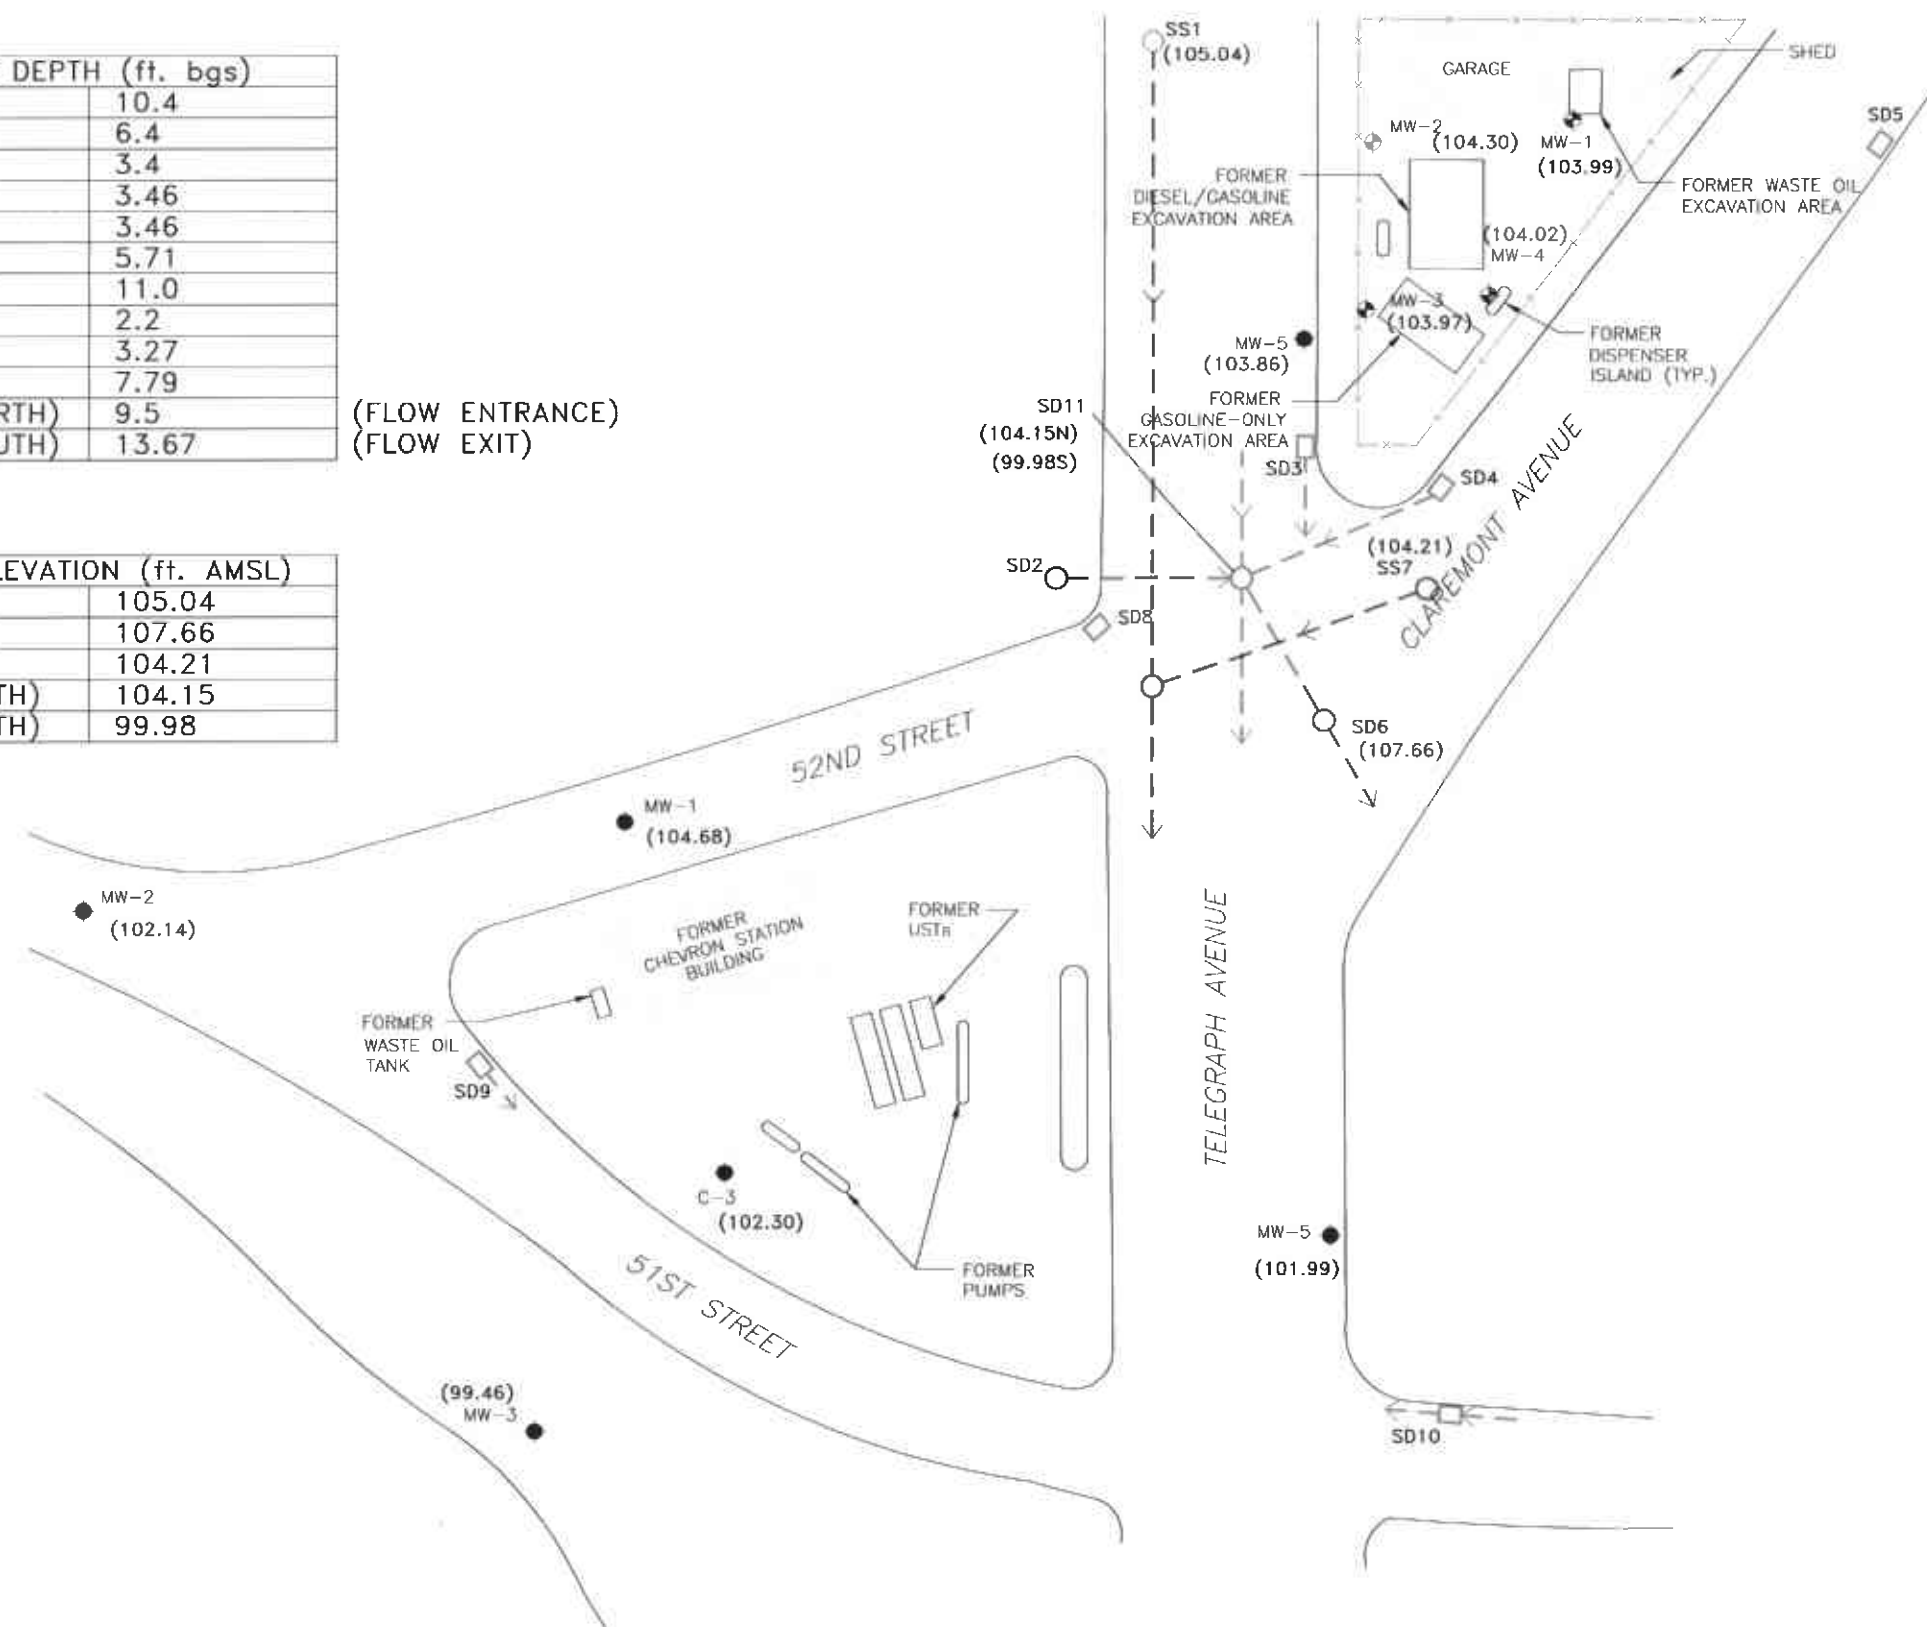 DEPTH (ft. bgs)
10.4
6.4
3.4
3.46
3.46
5.71
11.0
2.2
3.27
7.79
RTH) 9.5 (FLOW ENTRANCE)
UTH) 13.67 (FLOW EXIT)
LEVATION (ft. AMSL)
105.04
107.66
104.21
TH) 104.15
TH) 99.98
SS1
(105.04)
GARAGE
SHED
SD5
MW-2
(104.30)
MW-1
(103.99)
FORMER
DIESEL/GASOLINE
EXCAVATION AREA
FORMER WASTE OIL
EXCAVATION AREA
(104.02)
MW-4
MW-3
(103.97)
MW-5
(103.86)
FORMER
DISPENSER
ISLAND (TYP.)
SD11
(104.15N)
(99.98S)
FORMER
GASOLINE-ONLY
EXCAVATION AREA
SD3
SD4
CLAREMONT AVENUE
(104.21)
SS7
SD2
SD8
SD6
(107.66)
52ND STREET
MW-1
(104.68)
MW-2
(102.14)
FORMER
CHEVRON STATION
BUILDING
FORMER
USTs
TELEGRAPH AVENUE
FORMER
WASTE OIL
TANK
SD9
C-3
(102.30)
FORMER
PUMPS
MW-5
(101.99)
51ST STREET
(99.46)
MW-3
SD10